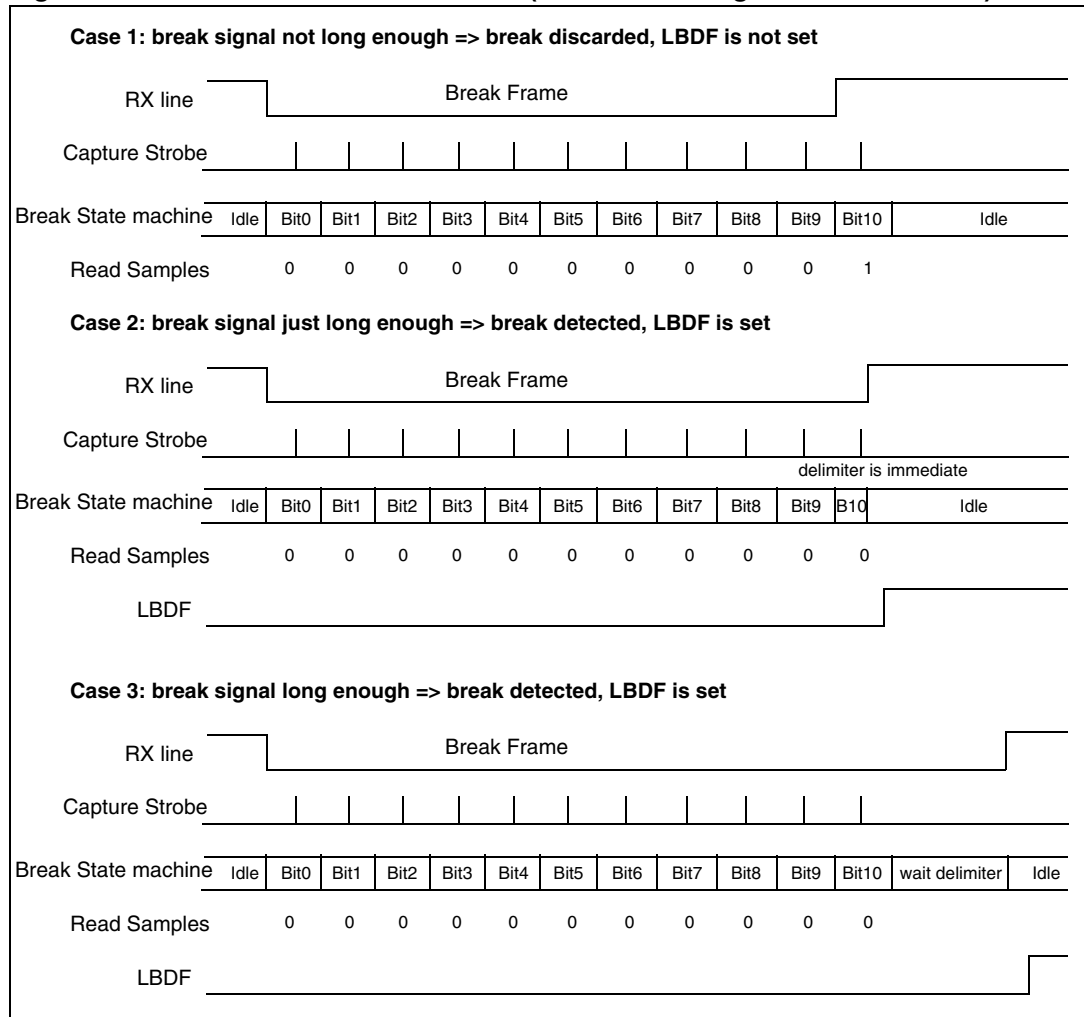 Case 1: break signal not long enough => break discarded, LBDF is not set
RX line
Break Frame
Capture Strobe
Break State machine Idle Bit0 Bit1 Bit2 Bit3 Bit4 Bit5 Bit6 Bit7 Bit8 Bit9 Bit10 Idle
Read Samples 0 0 0 0 0 0 0 0 0 0 1
Case 2: break signal just long enough => break detected, LBDF is set
RX line
Break Frame
Capture Strobe
delimiter is immediate
Break State machine Idle Bit0 Bit1 Bit2 Bit3 Bit4 Bit5 Bit6 Bit7 Bit8 Bit9 B10 Idle
Read Samples 0 0 0 0 0 0 0 0 0 0 0
LBDF
Case 3: break signal long enough => break detected, LBDF is set
RX line
Break Frame
Capture Strobe
Break State machine Idle Bit0 Bit1 Bit2 Bit3 Bit4 Bit5 Bit6 Bit7 Bit8 Bit9 Bit10 wait delimiter Idle
Read Samples 0 0 0 0 0 0 0 0 0 0 0
LBDF